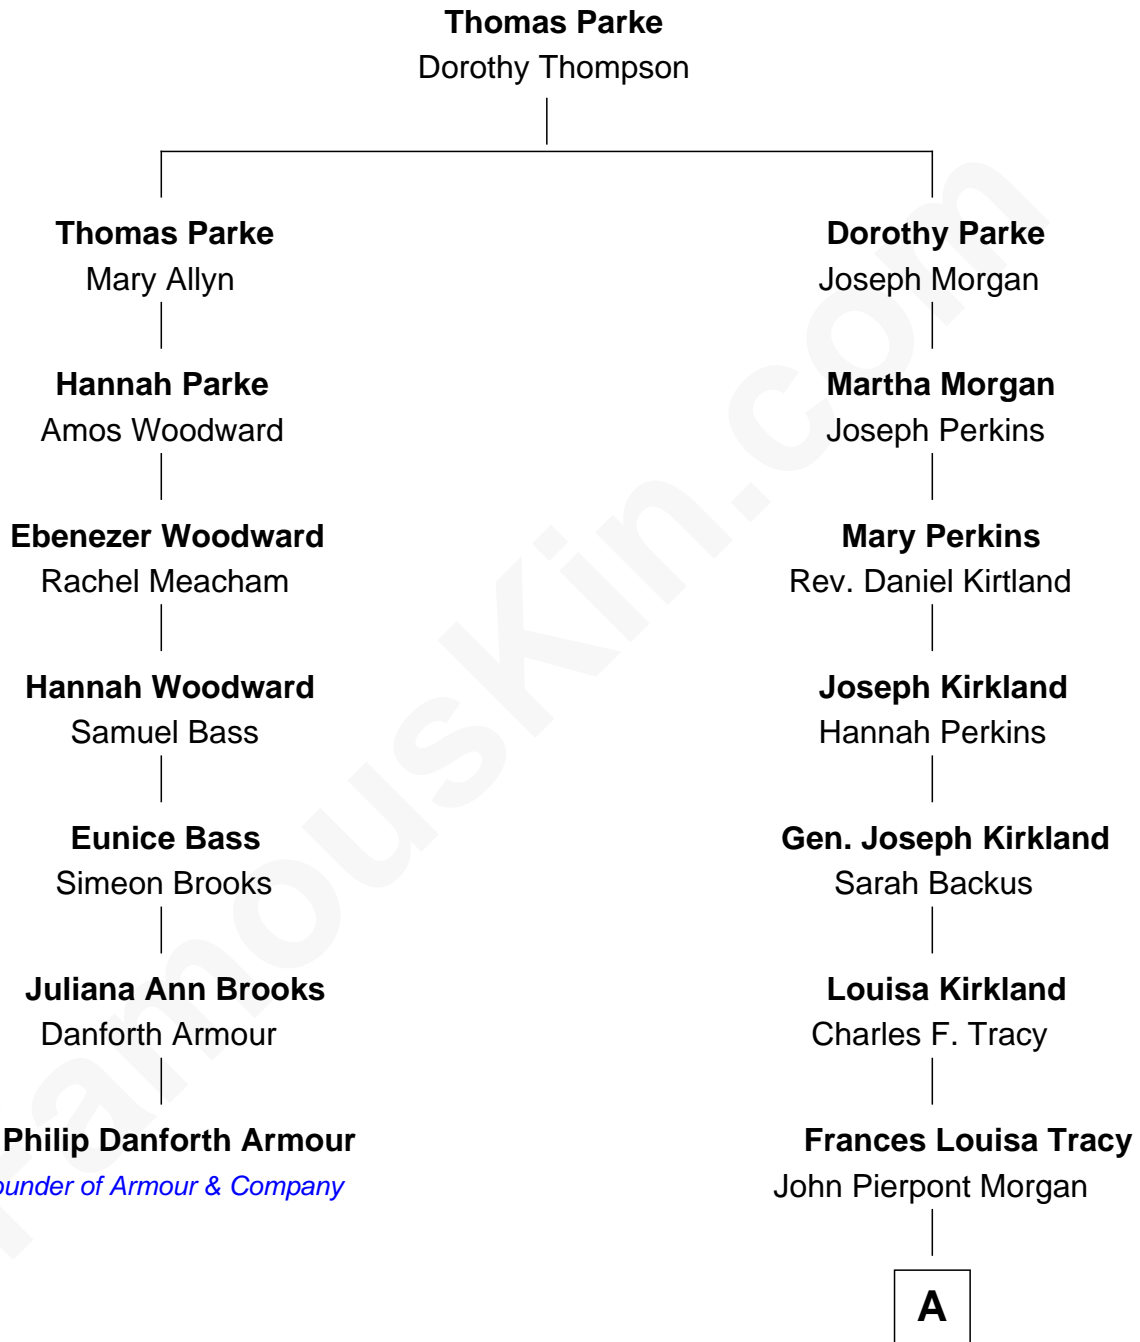 Thomas Parke
Dorothy Thompson
Thomas Parke
Mary Allyn
Hannah Parke
Amos Woodward
Ebenezer Woodward
Rachel Meacham
Hannah Woodward
Samuel Bass
Eunice Bass
Simeon Brooks
Juliana Ann Brooks
Danforth Armour
Philip Danforth Armour
ounder of Armour & Company
Dorothy Parke
Joseph Morgan
Martha Morgan
Joseph Perkins
Mary Perkins
Rev. Daniel Kirtland
Joseph Kirkland
Hannah Perkins
Gen. Joseph Kirkland
Sarah Backus
Louisa Kirkland
Charles F. Tracy
Frances Louisa Tracy
John Pierpont Morgan
A
FamousKin.com